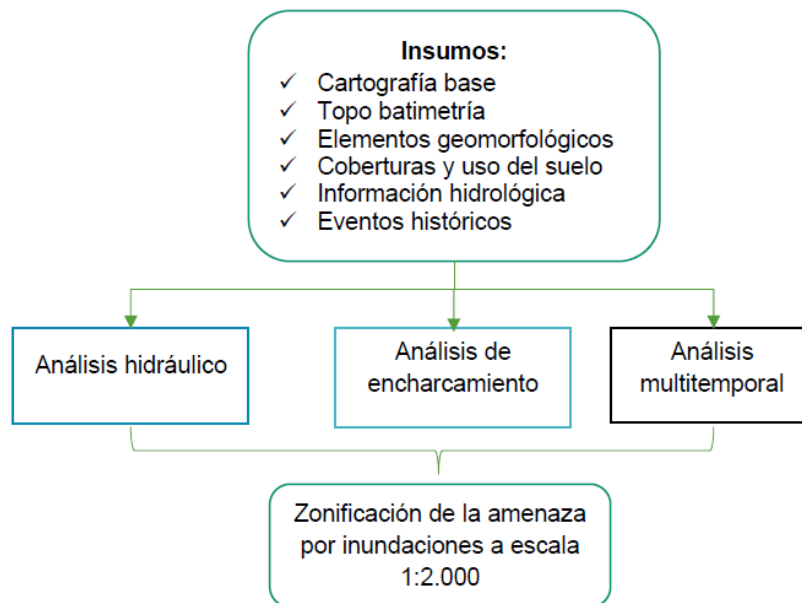 Insumos:
✓ Cartografía base
✓ Topo batimetría
✓ Elementos geomorfológicos
✓ Coberturas y uso del suelo
✓ Información hidrológica
✓ Eventos históricos
Análisis hidráulico
Análisis de
encharcamiento
Análisis
multitemporal
Zonificación de la amenaza
por inundaciones a escala
1:2.000